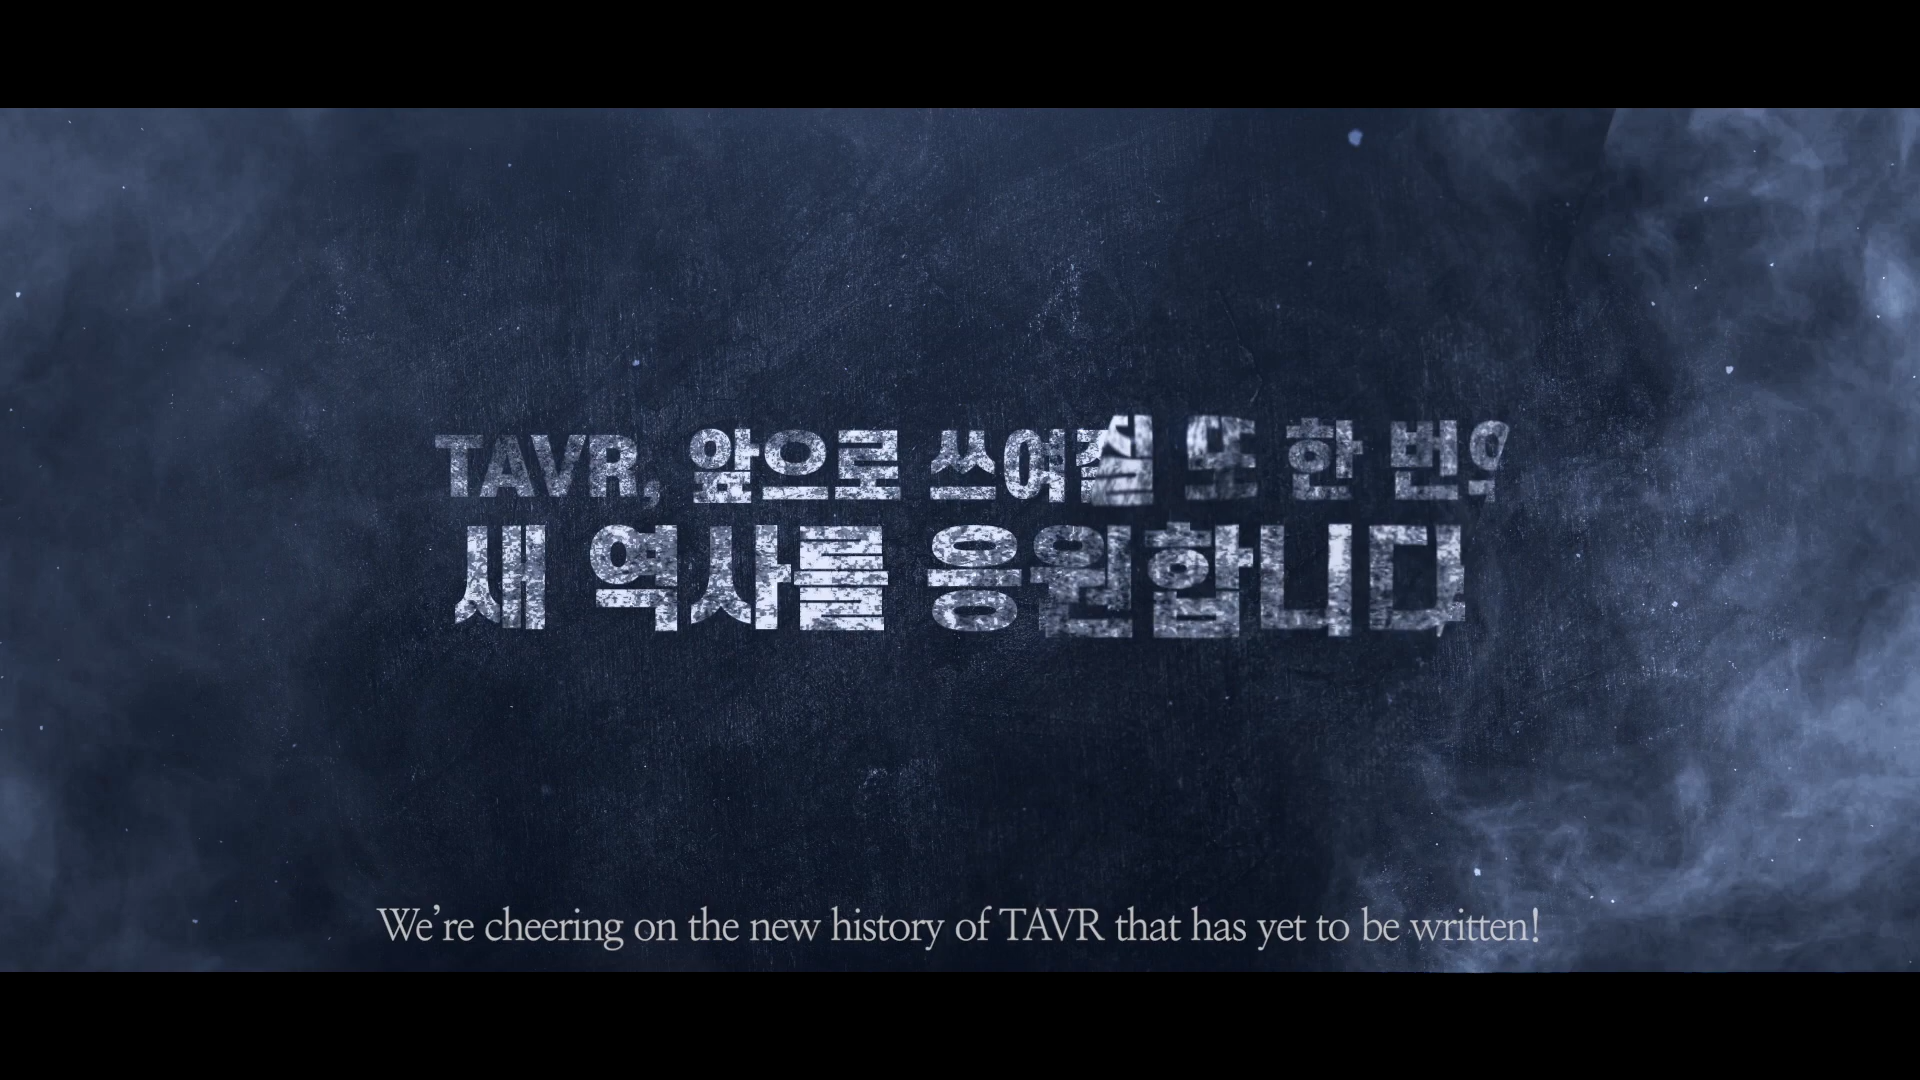 TAVR, 앞으로 쓰여질 또 한 번의
새 역사를 응원합니다
We're cheering on the new history of TAVR that has yet to be written!